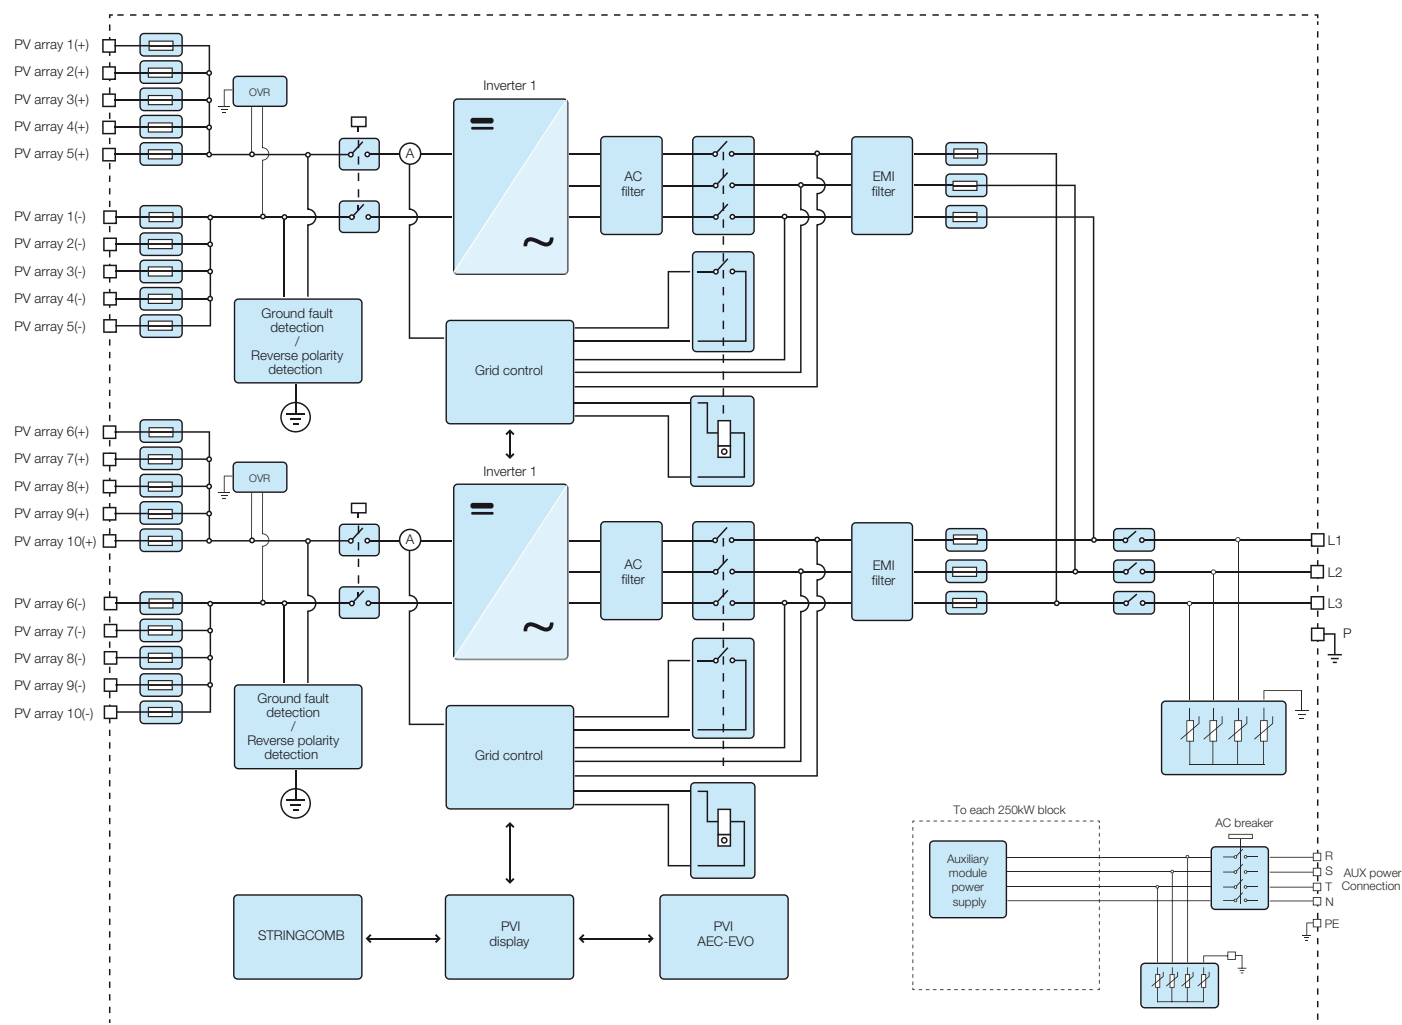 PV array 1(+)
PV array 2(+)
PV array 3(+)
PV array 4(+)
PV array 5(+)
OVR
A
Inverter 1
AC
filter
EMI
filter
PV array 1(-)
PV array 2(-)
PV array 3(-)
PV array 4(-)
PV array 5(-)
Ground fault
detection
/
Reverse polarity
detection
Grid control
PV array 6(+)
PV array 7(+)
PV array 8(+)
PV array 9(+)
PV array 10(+)
OVR
A
Inverter 1
AC
filter
EMI
filter
L1
L2
L3
P
PV array 6(-)
PV array 7(-)
PV array 8(-)
PV array 9(-)
PV array 10(-)
Ground fault
detection
/
Reverse polarity
detection
Grid control
To each 250kW block
Auxiliary
module
power
supply
AC breaker
R
S
T
N
PE
AUX power
Connection
STRINGCOMB
PVI
display
PVI
AEC-EVO